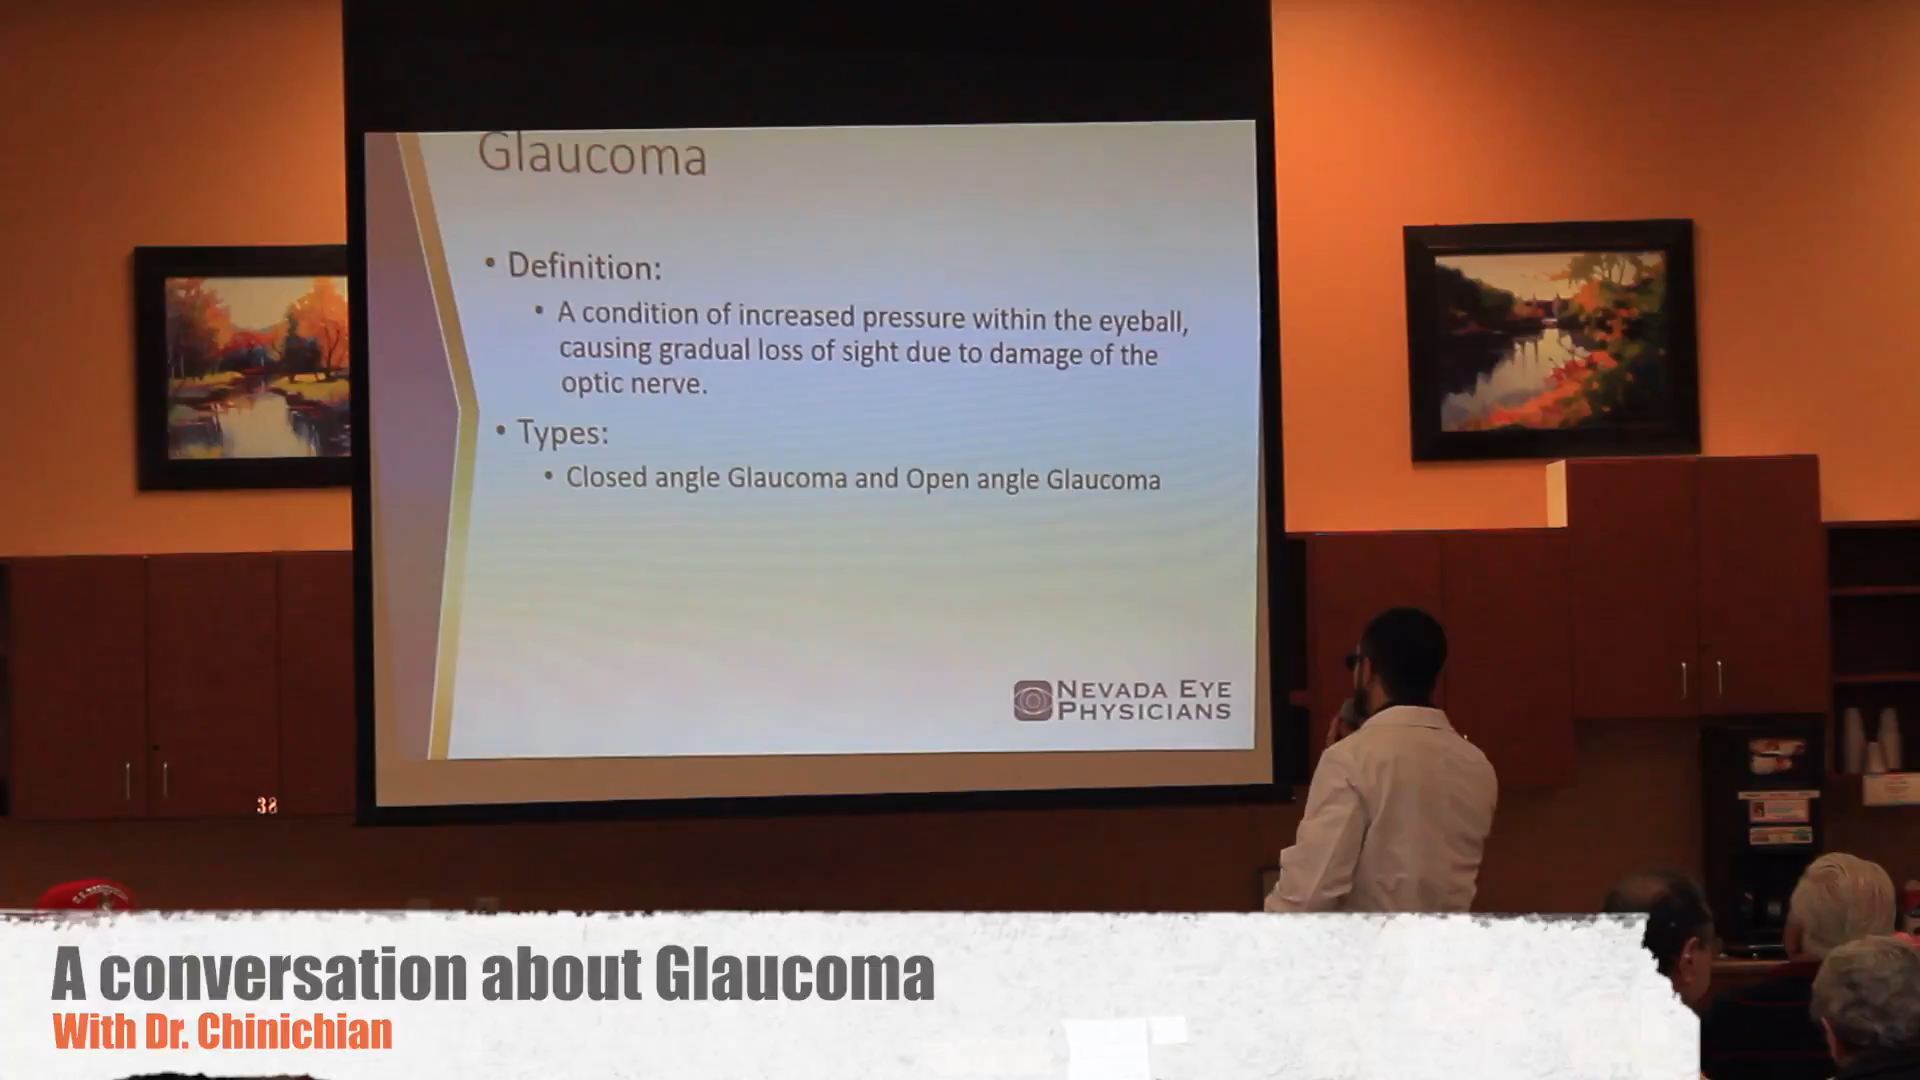 Glaucoma
• Definition:
• A condition of increased pressure within the eyeball,
causing gradual loss of sight due to damage of the
optic nerve.
• Types:
• Closed angle Glaucoma and Open angle Glaucoma
NEVADA EYE
PHYSICIANS
38
A conversation about Glaucoma
With Dr. Chinichian